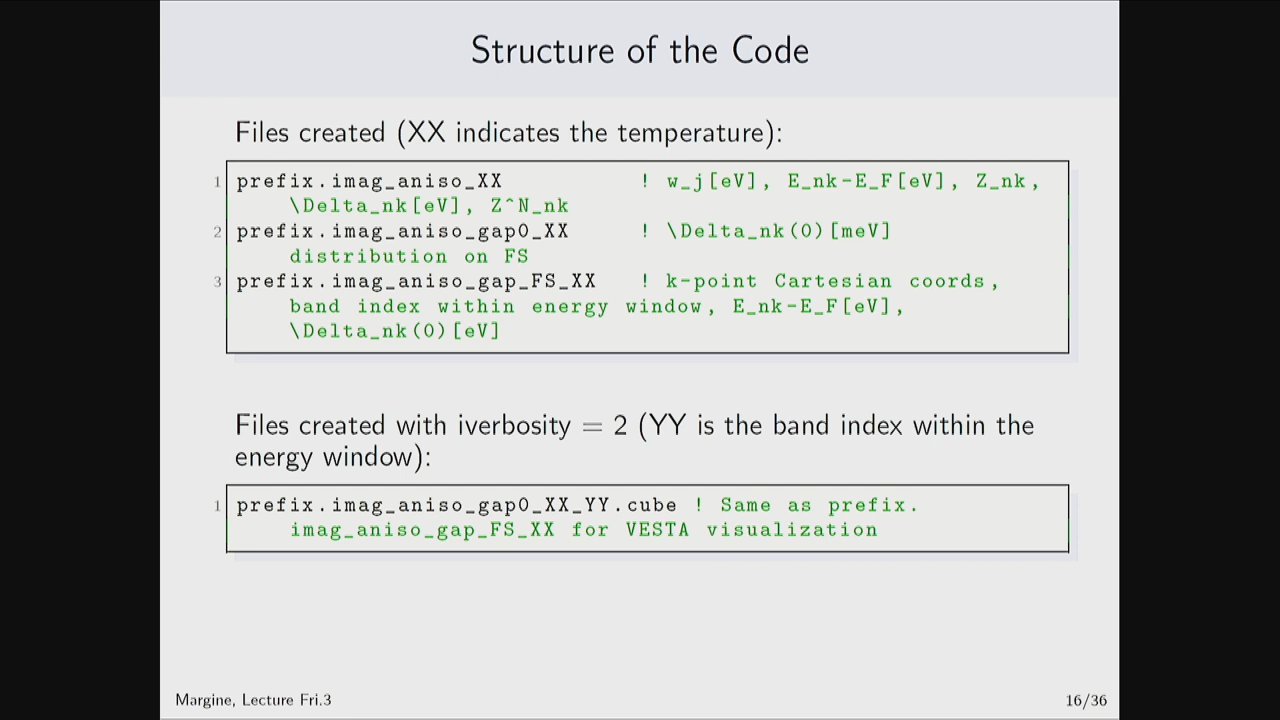 Structure of the Code
Files created (XX indicates the temperature):
1 prefix.imag_aniso_XX ! w_j[eV], E_nk-E_F[eV], Z_nk,
\Delta_nk[eV], Z^N_nk
2 prefix.imag_aniso_gap0_XX ! \Delta_nk(0)[meV]
distribution on FS
3 prefix.imag_aniso_gap_FS_XX ! k-point Cartesian coords,
band index within energy window, E_nk-E_F[eV],
\Delta_nk(0)[eV]
Files created with iverbosity = 2 (YY is the band index within the
energy window):
1 prefix.imag_aniso_gap0_XX_YY.cube ! Same as prefix.
imag_aniso_gap_FS_XX for VESTA visualization
Margine, Lecture Fri.3
16/36